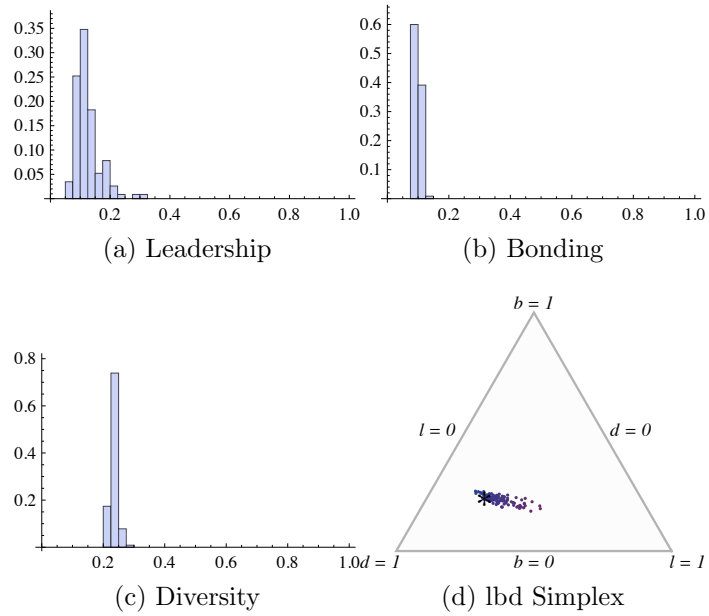 0.35
0.30
0.25
0.20
0.15
0.10
0.05
0.2 0.4 0.6 0.8 1.0
(a) Leadership
0.6
0.5
0.4
0.3
0.2
0.1
0.2 0.4 0.6 0.8 1.0
(b) Bonding
0.8
0.6
0.4
0.2
0.2 0.4 0.6 0.8 1.0
(c) Diversity
b = 1
l = 0 d = 0
d = 1 b = 0 l = 1
(d) lbd Simplex